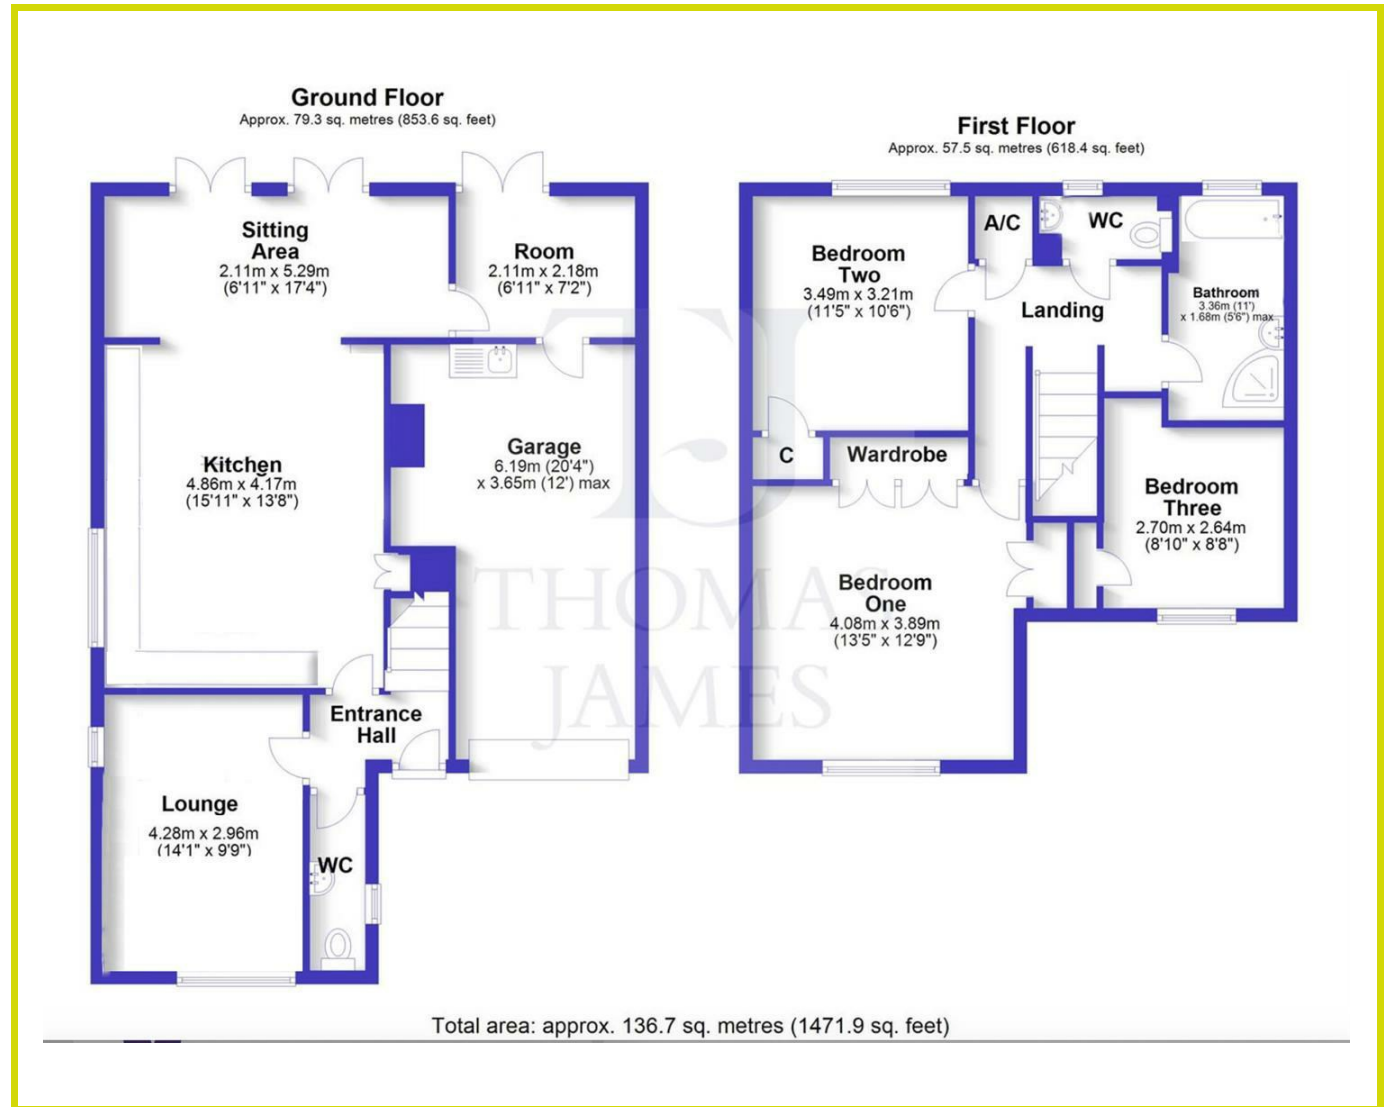 Ground Floor
Approx. 79.3 sq. metres (853.6 sq. feet)
Sitting
Area
2.11m x 5.29m
(6'11" x 17'4")
Room
2.11m x 2.18m
(6'11" x 7'2")
Kitchen
4.86m x 4.17m
(15'11" x 13'8")
Garage
6.19m (20'4")
x 3.65m (12') max
Entrance
Hall
Lounge
4.28m x 2.96m
(14'1" x 9'9")
WC
First Floor
Approx. 57.5 sq. metres (618.4 sq. feet)
Bedroom
Two
3.49m x 3.21m
(11'5" x 10'6")
A/C
WC
Landing
Bathroom
3.36m (11')
x 1.68m (5'6") max
C
Wardrobe
Bedroom
Three
2.70m x 2.64m
(8'10" x 8'8")
Bedroom
One
4.08m x 3.89m
(13'5" x 12'9")
TJ
THOMAS
JAMES
Total area: approx. 136.7 sq. metres (1471.9 sq. feet)